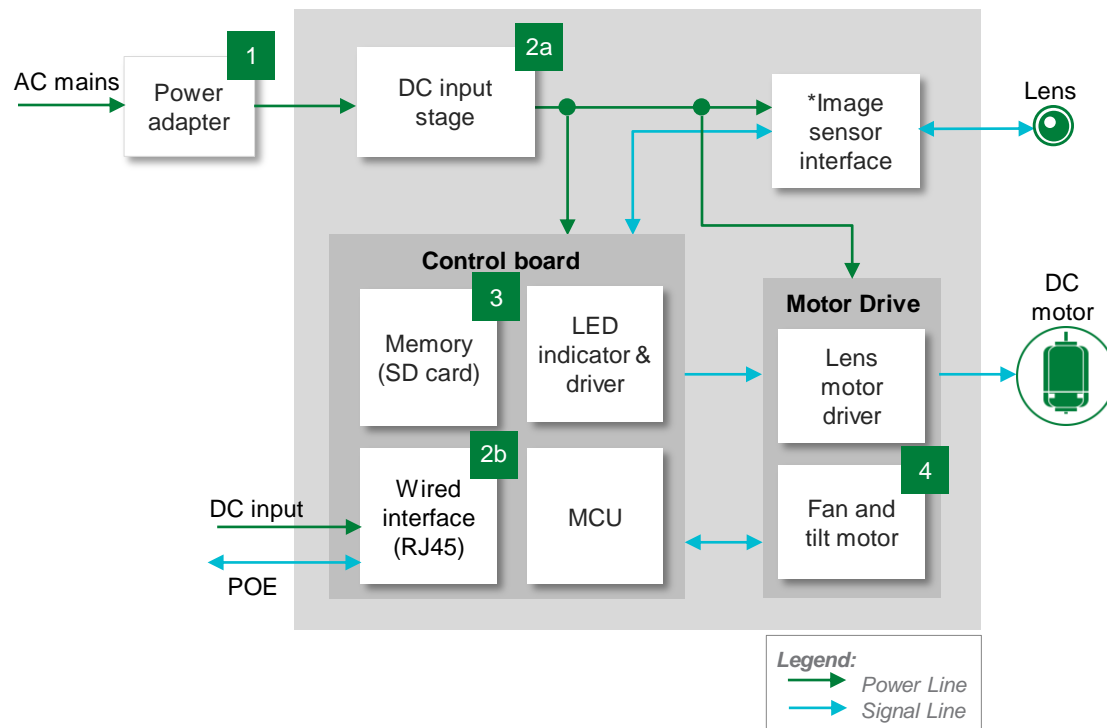 AC mains
1
Power
adapter
2a
DC input
stage
*Image
sensor
interface
Lens
Control board
3
Memory
(SD card)
LED
indicator &
driver
Motor Drive
Lens
motor
driver
DC
motor
2b
Wired
interface
(RJ45)
MCU
4
Fan and
tilt motor
DC input
POE
Legend:
Power Line
Signal Line